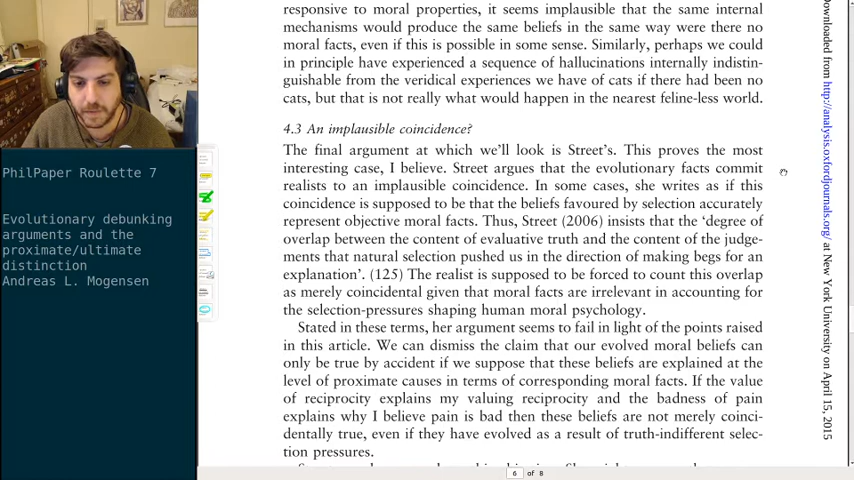 responsive to moral properties, it seems implausible that the same internal
mechanisms would produce the same beliefs in the same way were there no
moral facts, even if this is possible in some sense. Similarly, perhaps we could
in principle have experienced a sequence of hallucinations internally indistin-
guishable from the veridical experiences we have of cats if there had been no
cats, but that is not really what would happen in the nearest feline-less world.
4.3 An implausible coincidence?
The final argument at which we'll look is Street's. This proves the most
interesting case, I believe. Street argues that the evolutionary facts commit
realists to an implausible coincidence. In some cases, she writes as if this
coincidence is supposed to be that the beliefs favoured by selection accurately
represent objective moral facts. Thus, Street (2006) insists that the 'degree of
overlap between the content of evaluative truth and the content of the judge-
ments that natural selection pushed us in the direction of making begs for an
explanation'. (125) The realist is supposed to be forced to count this overlap
as merely coincidental given that moral facts are irrelevant in accounting for
the selection-pressures shaping human moral psychology.
Stated in these terms, her argument seems to fail in light of the points raised
in this article. We can dismiss the claim that our evolved moral beliefs can
only be true by accident if we suppose that these beliefs are explained at the
level of proximate causes in terms of corresponding moral facts. If the value
of reciprocity explains my valuing reciprocity and the badness of pain
explains why I believe pain is bad then these beliefs are not merely coinci-
dentally true, even if they have evolved as a result of truth-indifferent selec-
tion pressures.
6 of 8
ownloaded from http://analysis.oxfordjournals.org/ at New York University on April 15, 2015
PhilPaper Roulette 7
Evolutionary debunking
arguments and the
proximate/ultimate
distinction
Andreas L. Mogensen